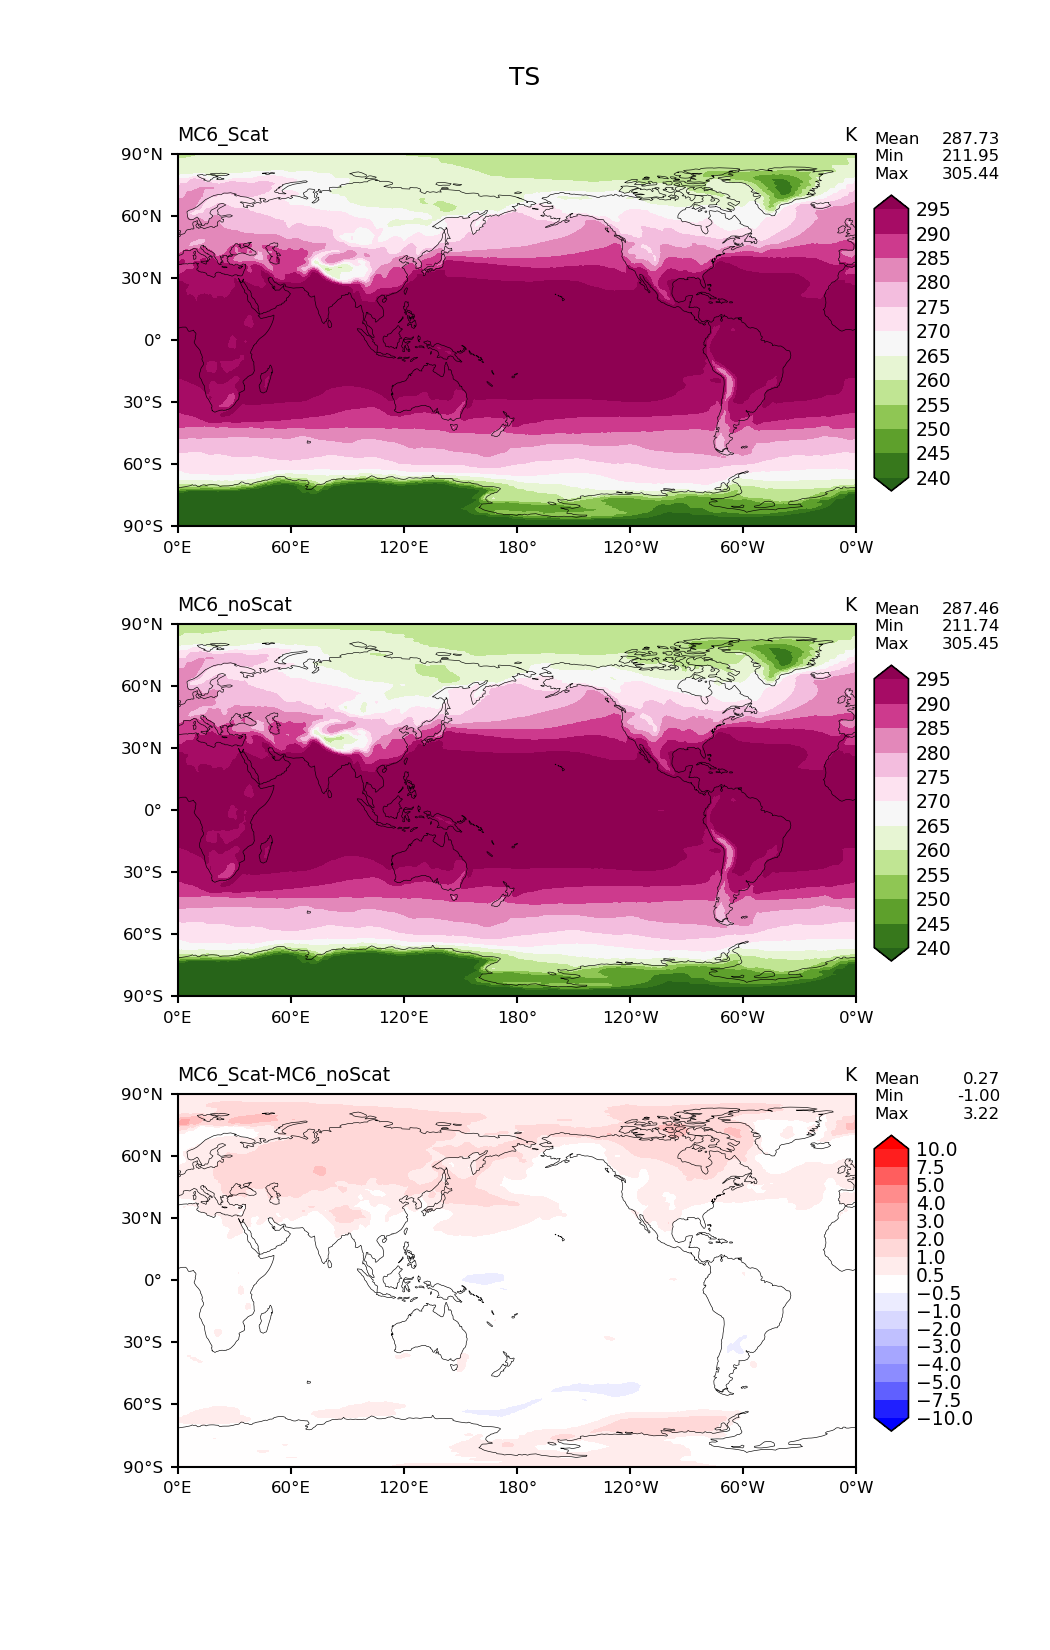 TS
MC6_Scat K
Mean 287.73
Min 211.95
Max 305.44
90°N
60°N
30°N
0°
30°S
60°S
90°S
0°E 60°E 120°E 180° 120°W 60°W 0°W
295
290
285
280
275
270
265
260
255
250
245
240
MC6_noScat K
Mean 287.46
Min 211.74
Max 305.45
90°N
60°N
30°N
0°
30°S
60°S
90°S
0°E 60°E 120°E 180° 120°W 60°W 0°W
295
290
285
280
275
270
265
260
255
250
245
240
MC6_Scat-MC6_noScat K
Mean 0.27
Min -1.00
Max 3.22
90°N
60°N
30°N
0°
30°S
60°S
90°S
0°E 60°E 120°E 180° 120°W 60°W 0°W
10.0
7.5
5.0
4.0
3.0
2.0
1.0
0.5
−0.5
−1.0
−2.0
−3.0
−4.0
−5.0
−7.5
−10.0